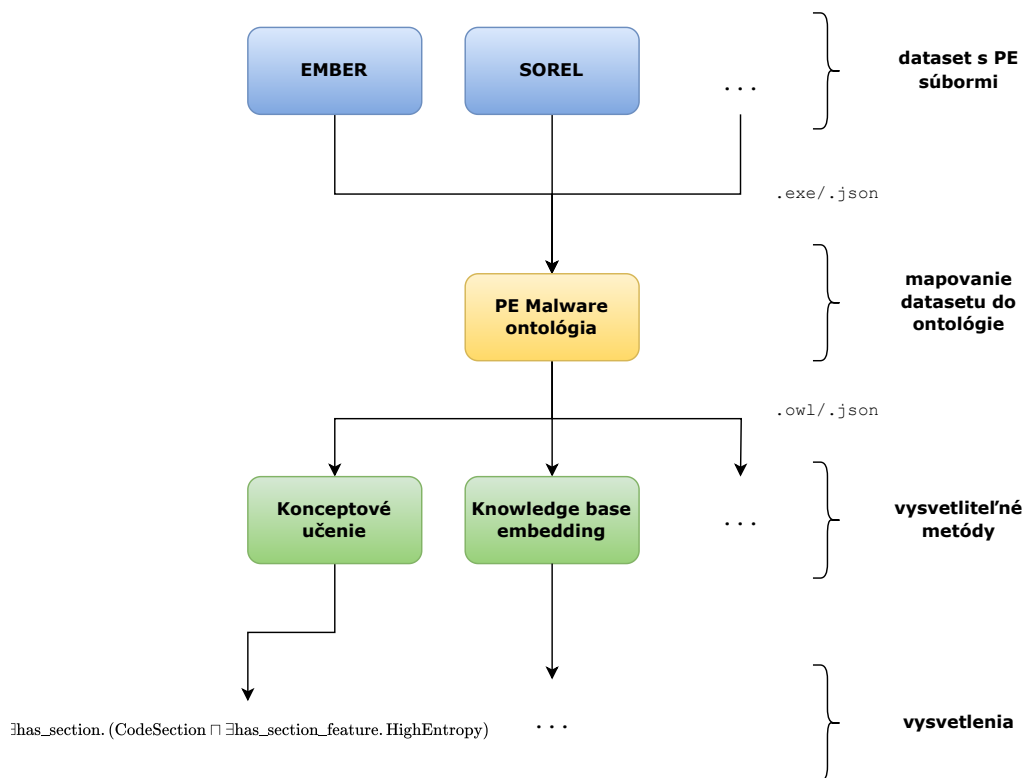 EMBER
SOREL
...
dataset s PE
súbormi
.exe/.json
PE Malware
ontológia
mapovanie
datasetu do
ontológie
.owl/.json
Konceptové
učenie
Knowledge base
embedding
...
vysvetliteľné
metódy
∃has_section. (CodeSection ⊓ ∃has_section_feature. HighEntropy)
...
vysvetlenia